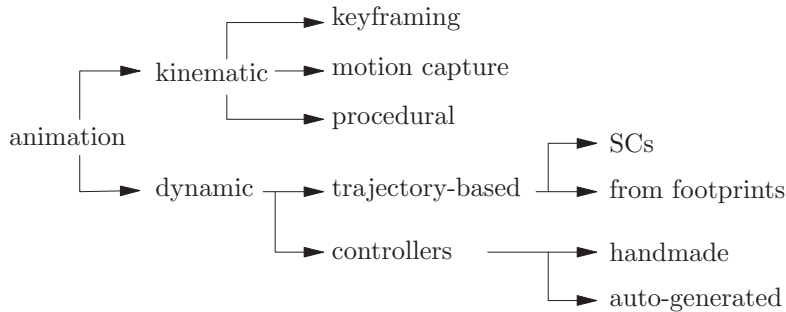 animation
kinematic
keyframing
motion capture
procedural
dynamic
trajectory-based
SCs
from footprints
controllers
handmade
auto-generated